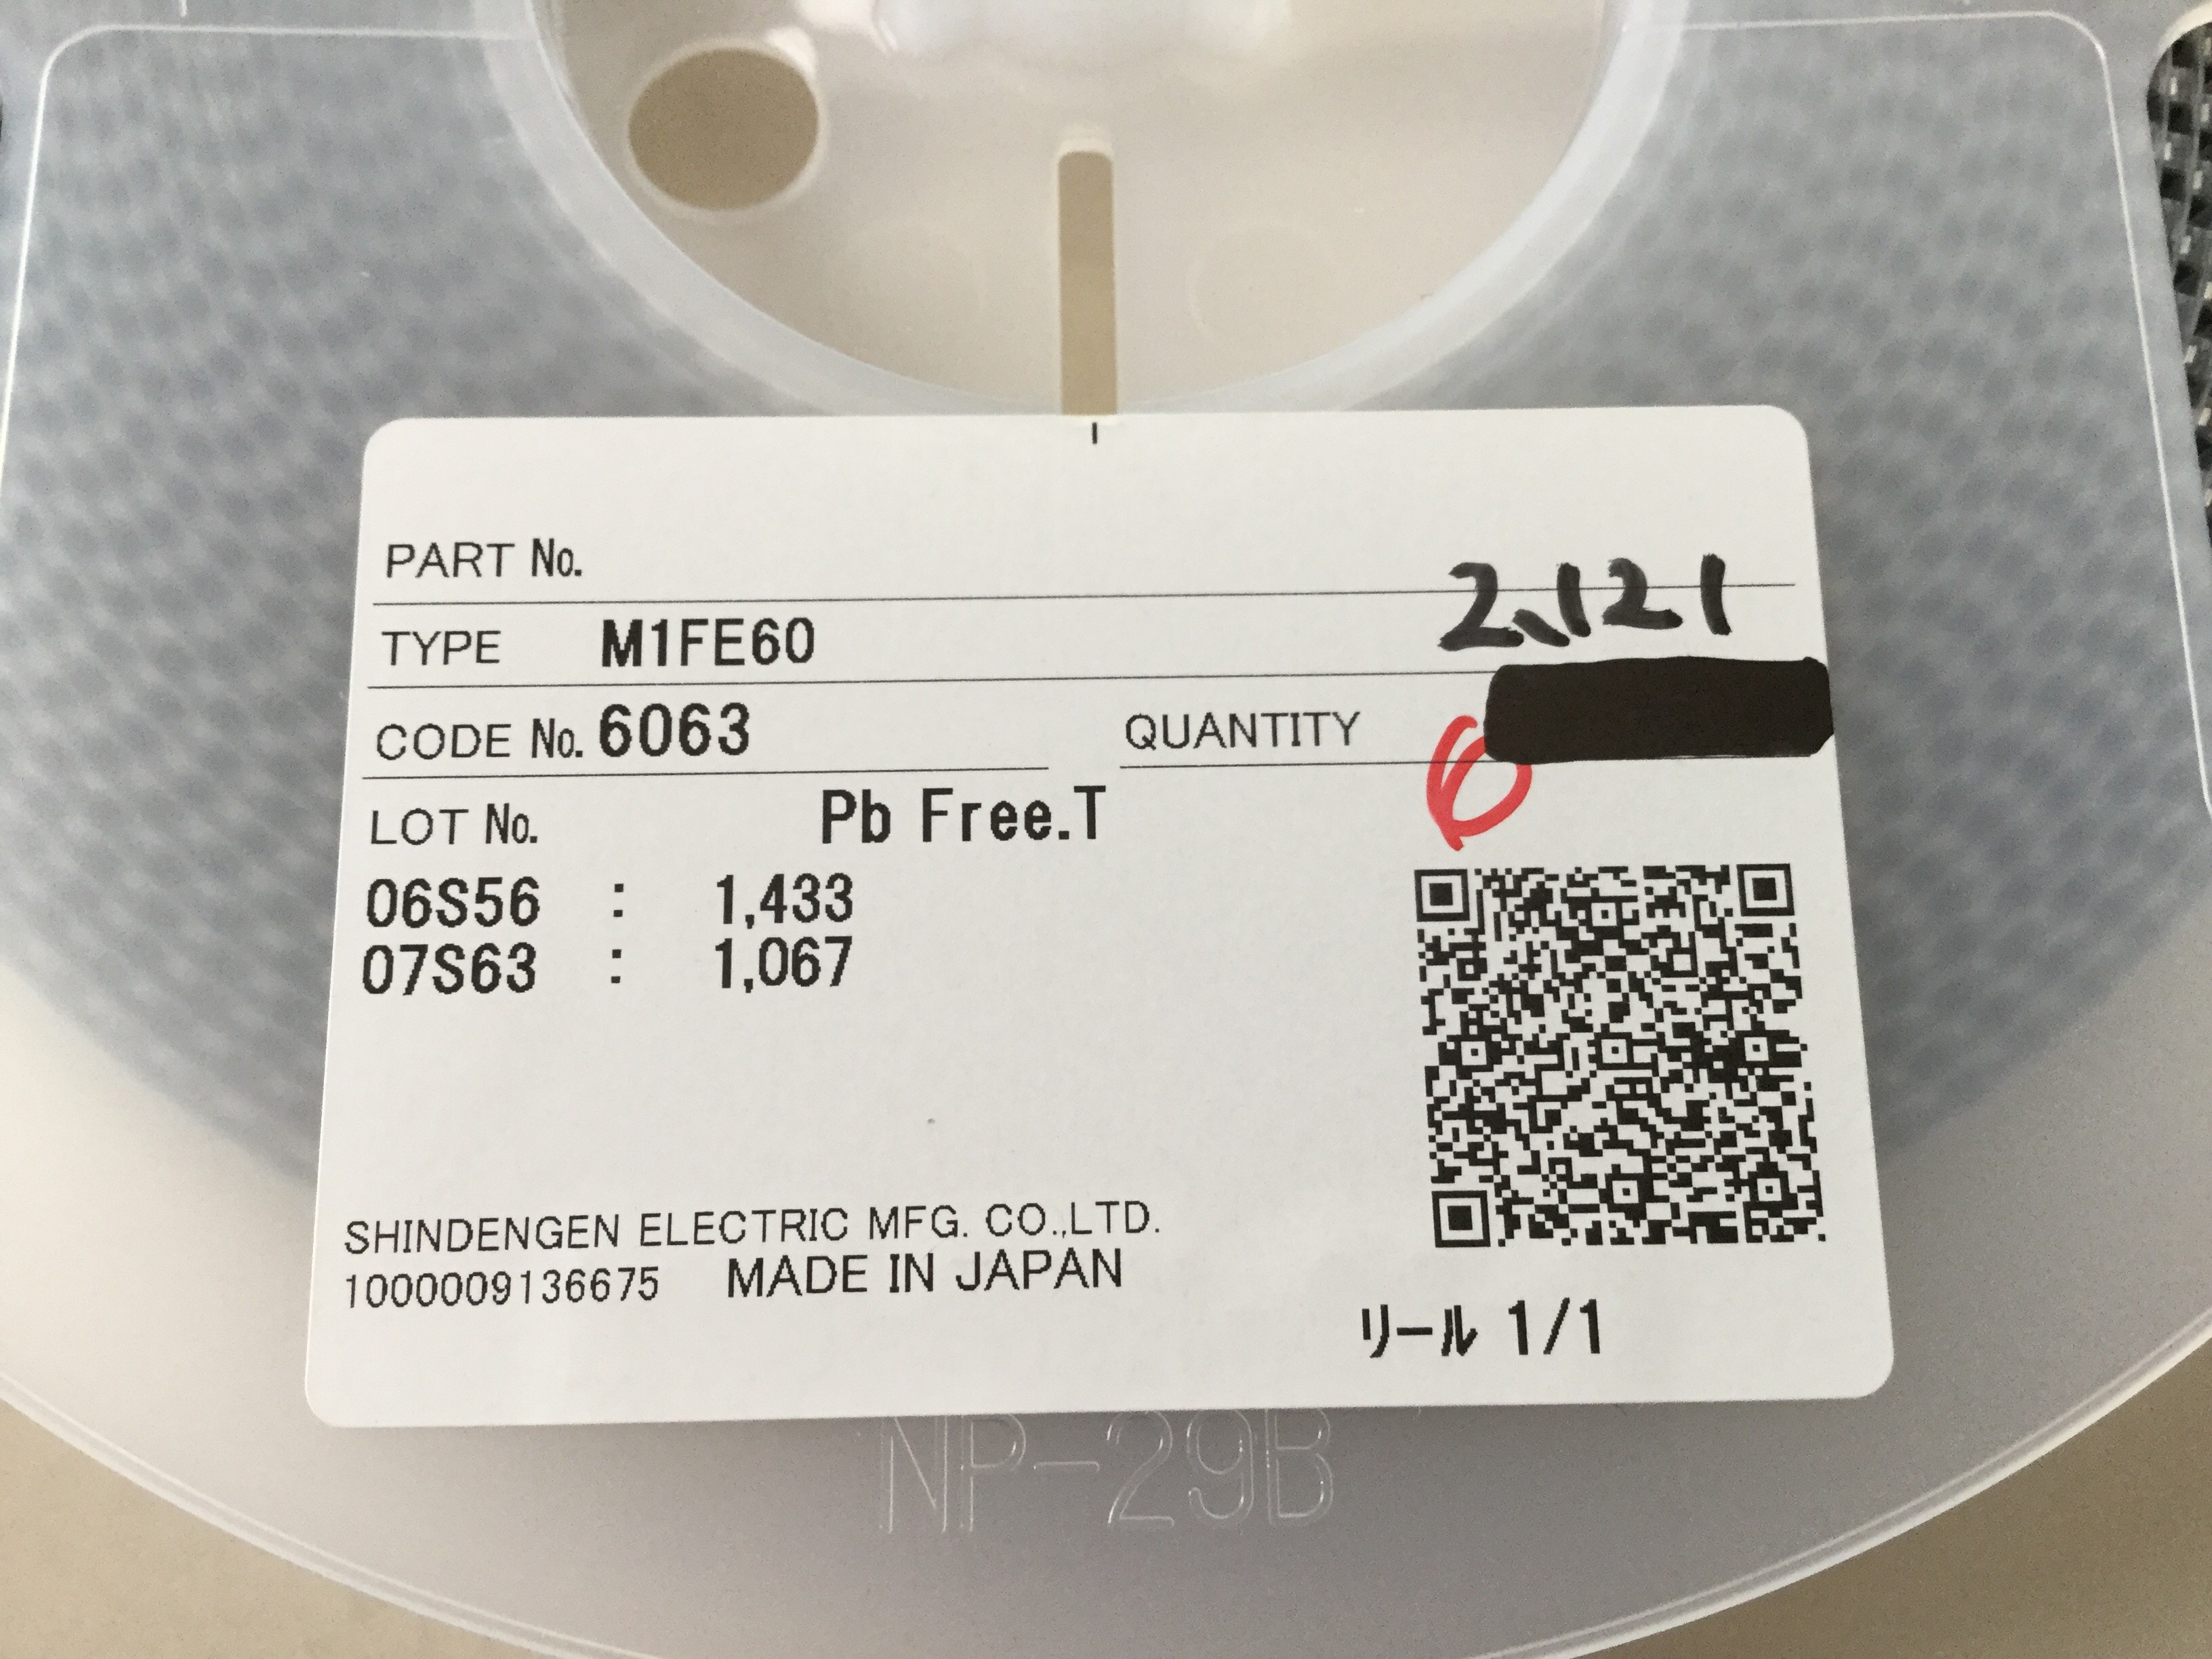 PART No.
2,121
TYPE M1FE60
CODE No. 6063 QUANTITY
6
LOT No. Pb Free.T
06S56 : 1,433
07S63 : 1,067
SHINDENGEN ELECTRIC MFG. CO.,LTD.
1000009136675 MADE IN JAPAN
リール 1/1
NP-29B